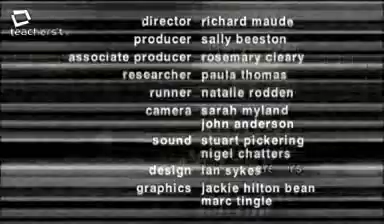 teachers'tv
director richard maude
producer sally beeston
associate producer rosemary cleary
researcher paula thomas
runner natalie rodden
camera sarah myland
john anderson
sound stuart pickering
nigel chatters
design ian sykes
graphics jackie hilton bean
marc tingle